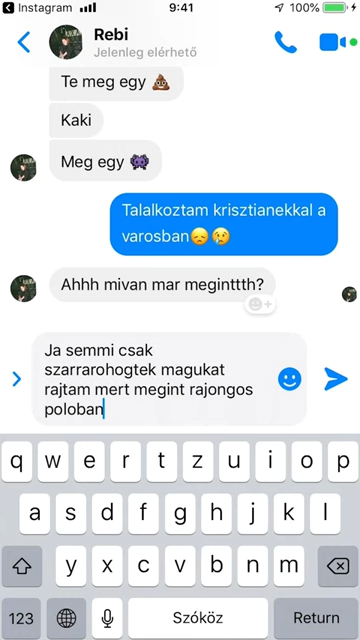 Instagram
9:41
100%
Rebi
Jelenleg elérhető
Te meg egy 💩
Kaki
Meg egy 👾
Talalkoztam krisztianekkal a
varosban😞😢
Ahhh mivan mar megintttth?
Ja semmi csak
szarrarohogtek magukat
rajtam mert megint rajongos
poloban
q w e r t z u i o p
a s d f g h j k l
y x c v b n m
123
Szóköz
Return